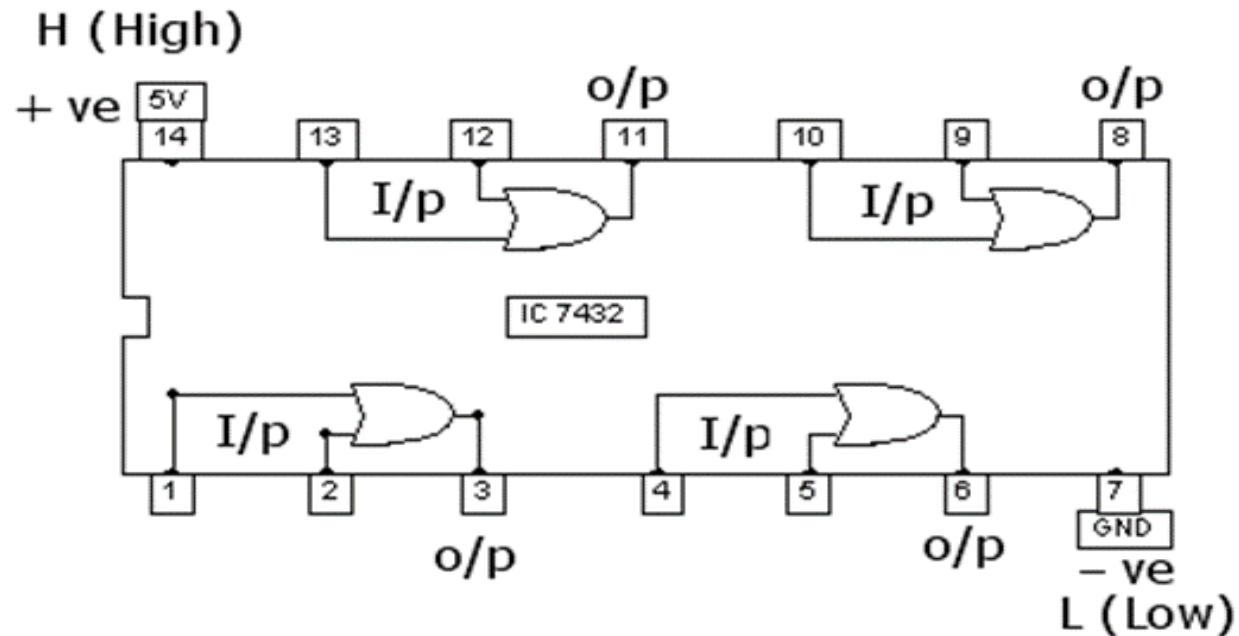 H (High)
+ ve 5V o/p o/p
14 13 12 11 10 9 8
I/p I/p
IC 7432
I/p I/p
1 2 3 4 5 6 7
o/p o/p GND
– ve
L (Low)